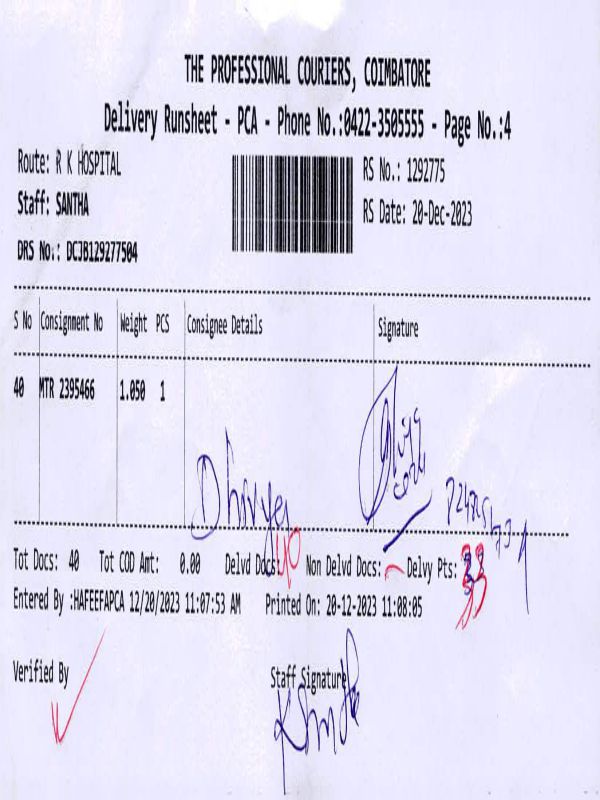 THE PROFESSIONAL COURIERS, COIMBATORE
Delivery Runsheet - PCA - Phone No.:0422-3505555 - Page No.:4
Route: R K HOSPITAL
RS No.: 1292775
Staff: SANTHA
RS Date: 20-Dec-2023
DRS No.: DCJB129277504
S No Consignment No Weight PCS Consignee Details Signature
40 MTR 2395466 1.050 1
Dhivya
Tot Docs: 40 Tot COD Amt: 0.00 Delvd Docs: 40 Non Delvd Docs: - Delvy Pts: 33
Entered By :HAFEEFAPCA 12/20/2023 11:07:53 AM Printed On: 20-12-2023 11:08:05
Verified By Staff Signature